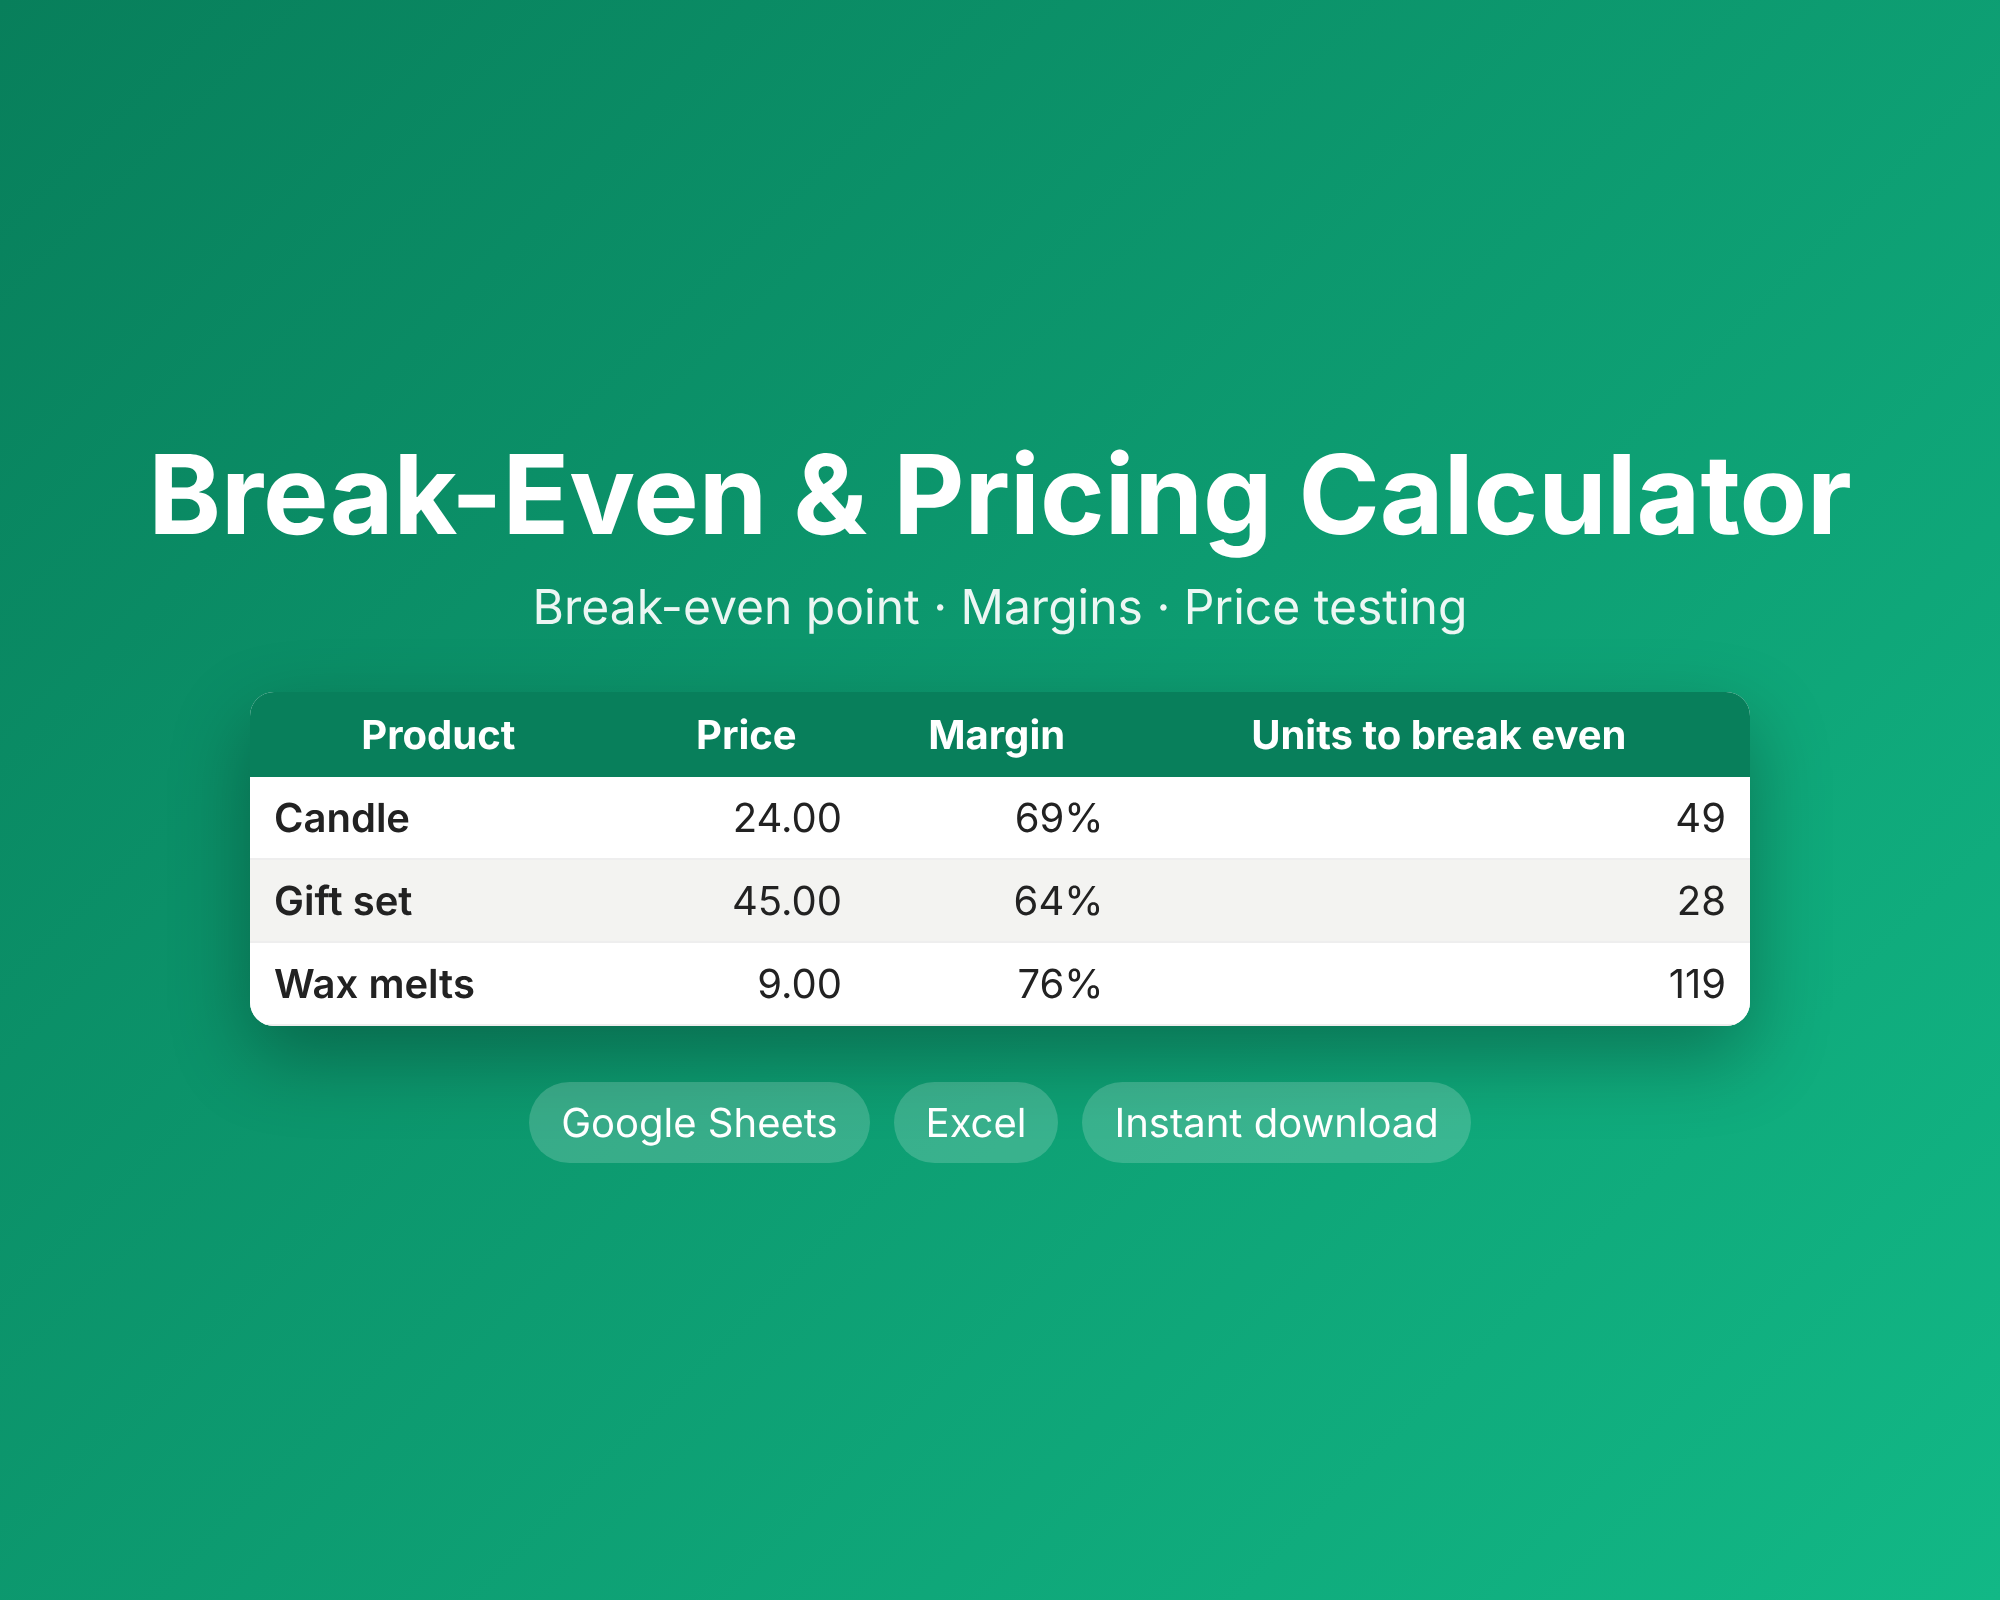 Break-Even & Pricing Calculator
Break-even point · Margins · Price testing
Product Price Margin Units to break even
Candle 24.00 69% 49
Gift set 45.00 64% 28
Wax melts 9.00 76% 119
Google Sheets Excel Instant download